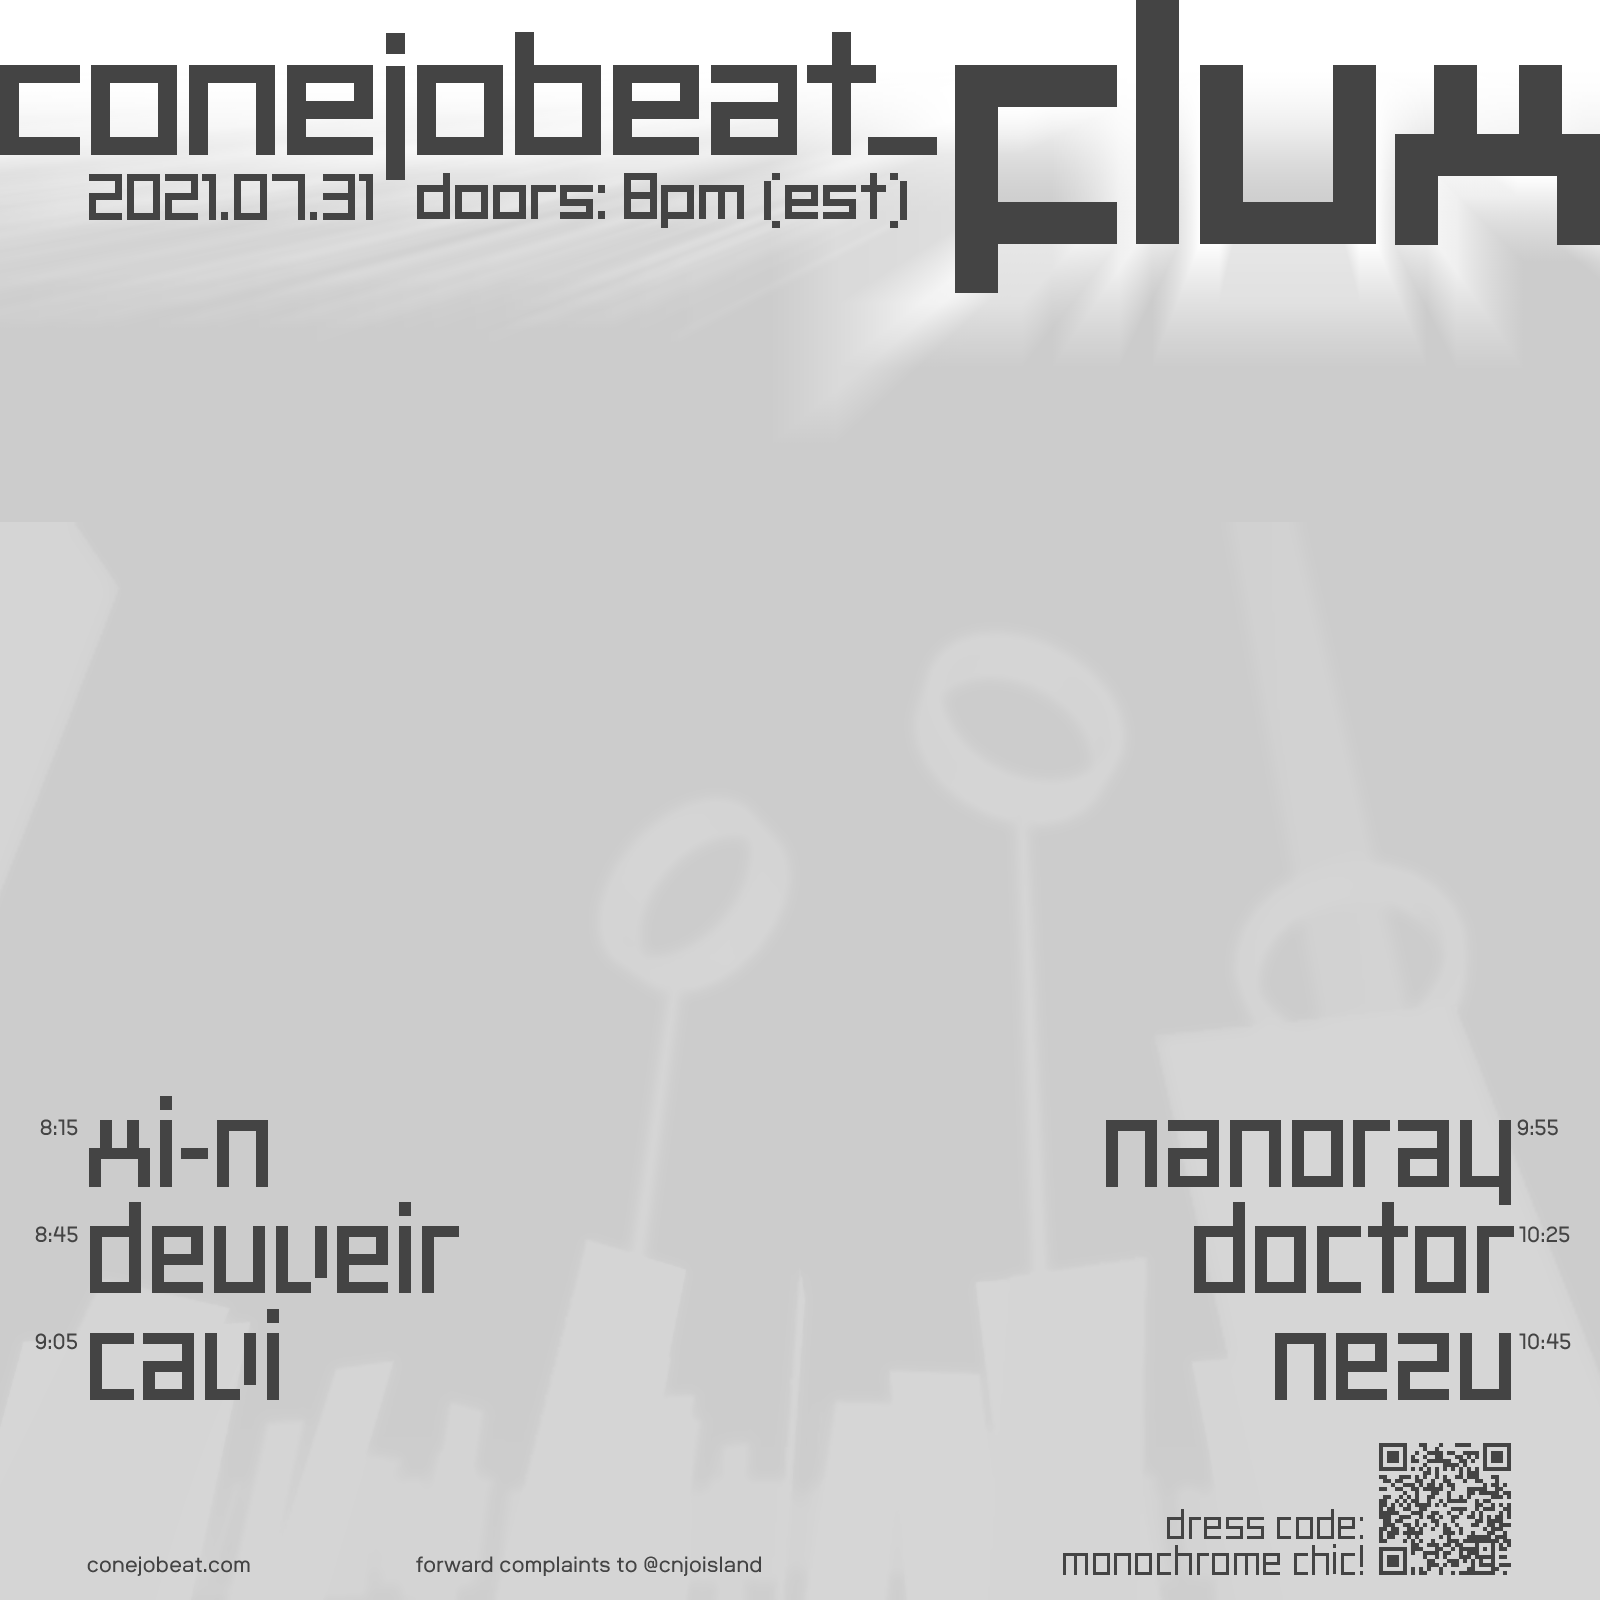 conejobeat_flux
2021.07.31 doors: 8pm (est)
8:15 xi-n
8:45 deuveir
9:05 cavi
nanoray 9:55
doctor 10:25
nezu 10:45
dress code:
monochrome chic!
conejobeat.com
forward complaints to @cnjoisland